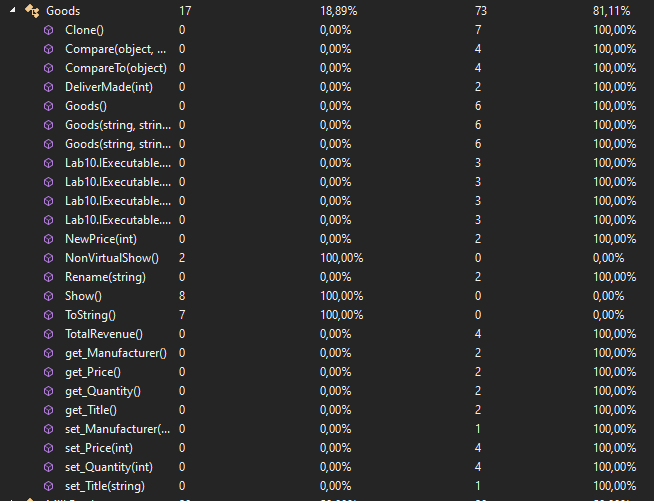 Goods 17 18,89% 73 81,11%
Clone() 0 0,00% 7 100,00%
Compare(object, ... 0 0,00% 4 100,00%
CompareTo(object) 0 0,00% 4 100,00%
DeliverMade(int) 0 0,00% 2 100,00%
Goods() 0 0,00% 6 100,00%
Goods(string, strin... 0 0,00% 6 100,00%
Goods(string, strin... 0 0,00% 6 100,00%
Lab10.IExecutable.... 0 0,00% 3 100,00%
Lab10.IExecutable.... 0 0,00% 3 100,00%
Lab10.IExecutable.... 0 0,00% 3 100,00%
Lab10.IExecutable.... 0 0,00% 3 100,00%
NewPrice(int) 0 0,00% 2 100,00%
NonVirtualShow() 2 100,00% 0 0,00%
Rename(string) 0 0,00% 2 100,00%
Show() 8 100,00% 0 0,00%
ToString() 7 100,00% 0 0,00%
TotalRevenue() 0 0,00% 4 100,00%
get_Manufacturer() 0 0,00% 2 100,00%
get_Price() 0 0,00% 2 100,00%
get_Quantity() 0 0,00% 2 100,00%
get_Title() 0 0,00% 2 100,00%
set_Manufacturer(... 0 0,00% 1 100,00%
set_Price(int) 0 0,00% 4 100,00%
set_Quantity(int) 0 0,00% 4 100,00%
set_Title(string) 0 0,00% 1 100,00%